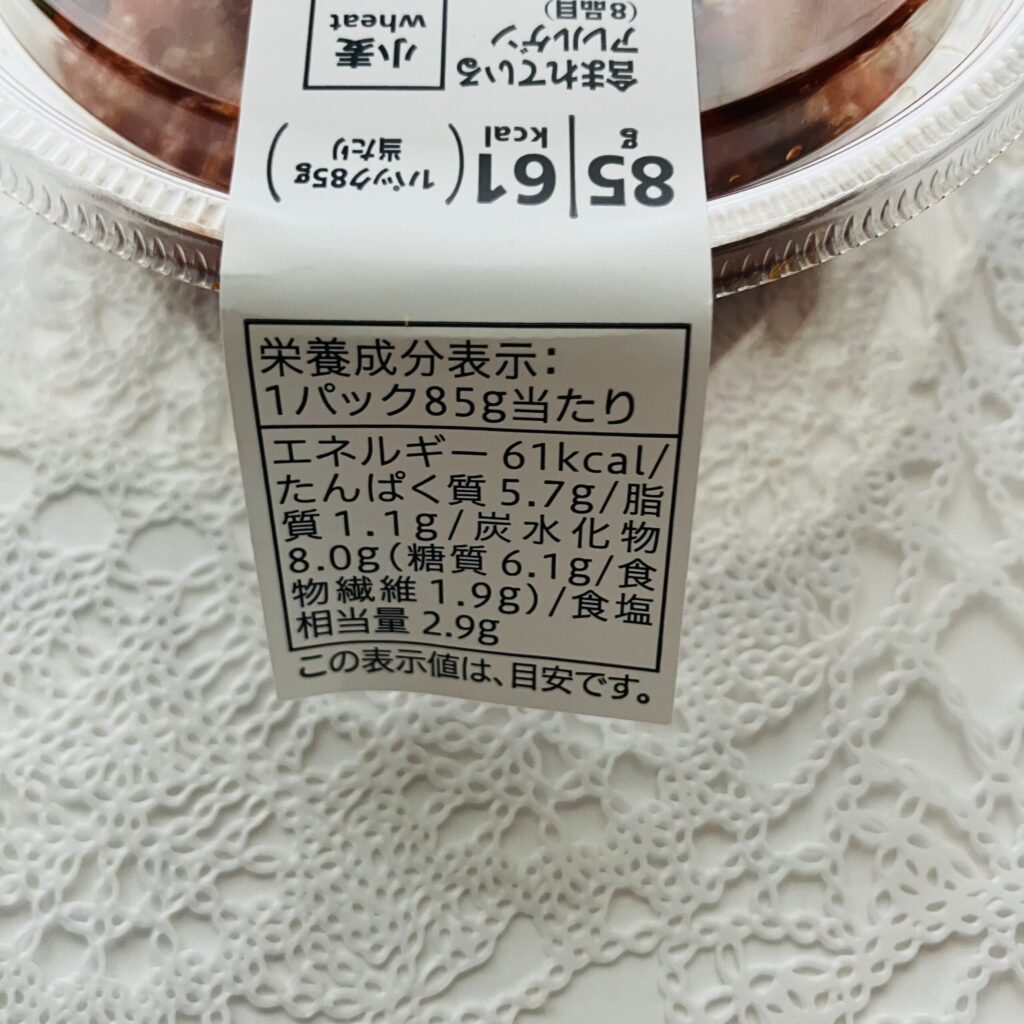 小麦
wheat
含まれている
アレルゲン
(8品目)
85g
61kcal
(1パック85g
当たり)
栄養成分表示:
1パック85g当たり
エネルギー 61kcal/
たんぱく質 5.7g/脂
質 1.1g/炭水化物
8.0g(糖質 6.1g/食
物繊維 1.9g)/食塩
相当量 2.9g
この表示値は、目安です。